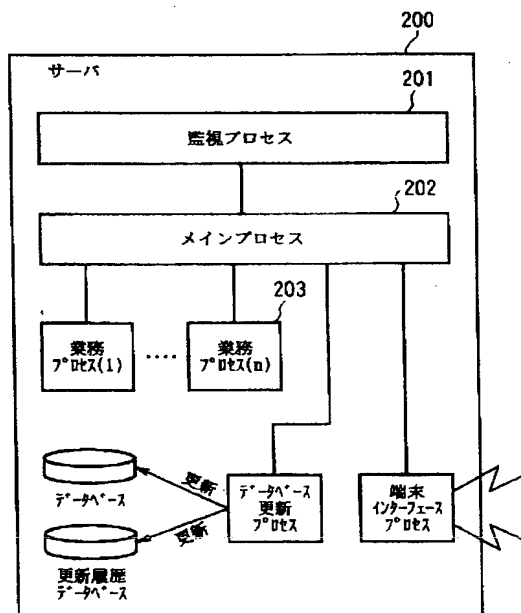 200
サーバ
201
監視プロセス
202
メインプロセス
203
業務
プロセス(1)
‥‥
業務
プロセス(n)
更新
更新
データベース
データベース
更新
プロセス
端末
インターフェース
プロセス
更新履歴
データベース